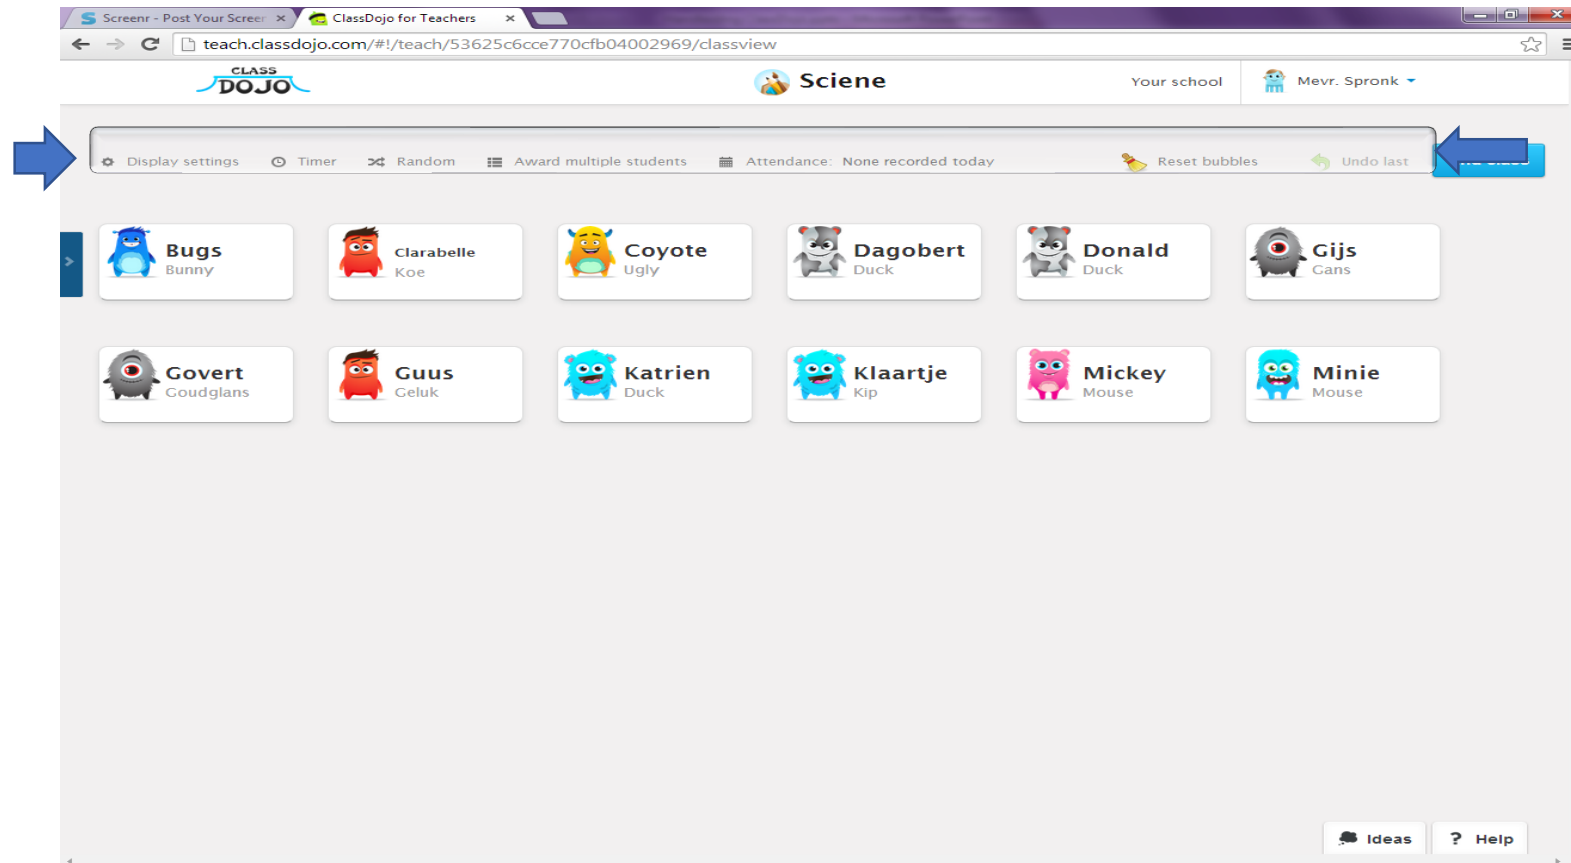 Screenr - Post Your Screer
ClassDojo for Teachers
teach.classdojo.com/#!/teach/53625c6cce770cfb04002969/classview
CLASS
DOJO
Sciene
Your school
Mevr. Spronk
Display settings
Timer
Random
Award multiple students
Attendance: None recorded today
Reset bubbles
Undo last
Bugs
Bunny
Clarabelle
Koe
Coyote
Ugly
Dagobert
Duck
Donald
Duck
Gijs
Gans
Govert
Goudglans
Guus
Geluk
Katrien
Duck
Klaartje
Kip
Mickey
Mouse
Minie
Mouse
Ideas
? Help